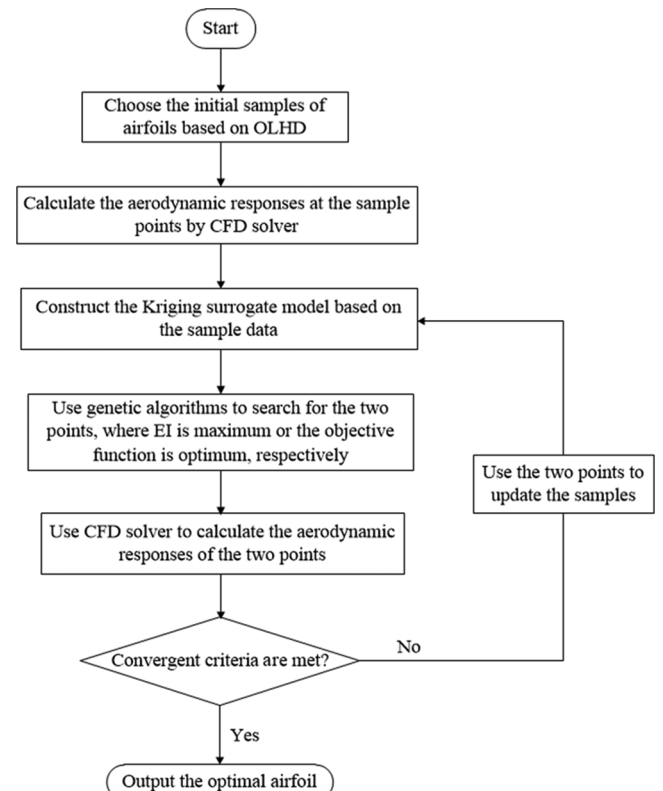 Start
Choose the initial samples of
airfoils based on OLHD
Calculate the aerodynamic responses at the sample
points by CFD solver
Construct the Kriging surrogate model based on
the sample data
Use genetic algorithms to search for the two
points, where EI is maximum or the objective
function is optimum, respectively
Use the two points to
update the samples
Use CFD solver to calculate the aerodynamic
responses of the two points
Convergent criteria are met?
No
Yes
Output the optimal airfoil